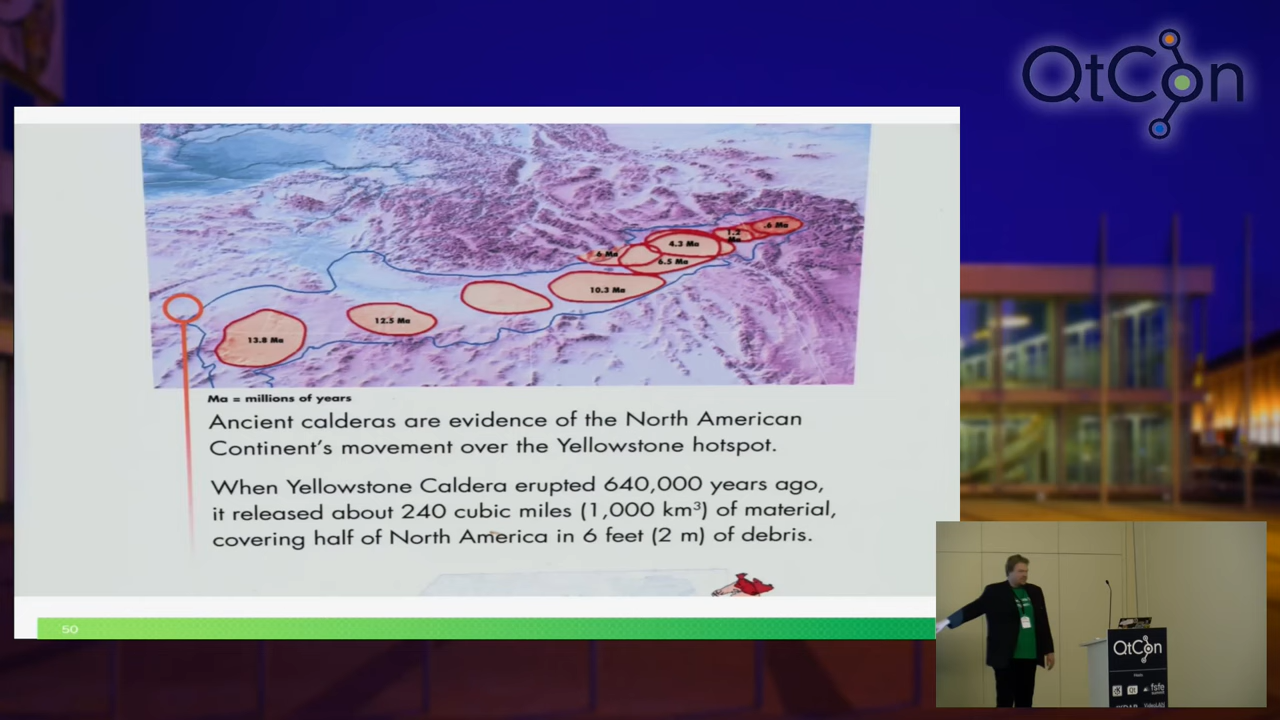 QtCon
.6 Ma
4.3 Ma
6 Ma
6.5 Ma
10.3 Ma
12.5 Ma
13.8 Ma
Ma = millions of years
Ancient calderas are evidence of the North American
Continent's movement over the Yellowstone hotspot.
When Yellowstone Caldera erupted 640,000 years ago,
it released about 240 cubic miles (1,000 km³) of material,
covering half of North America in 6 feet (2 m) of debris.
50
QtCon
fsfe